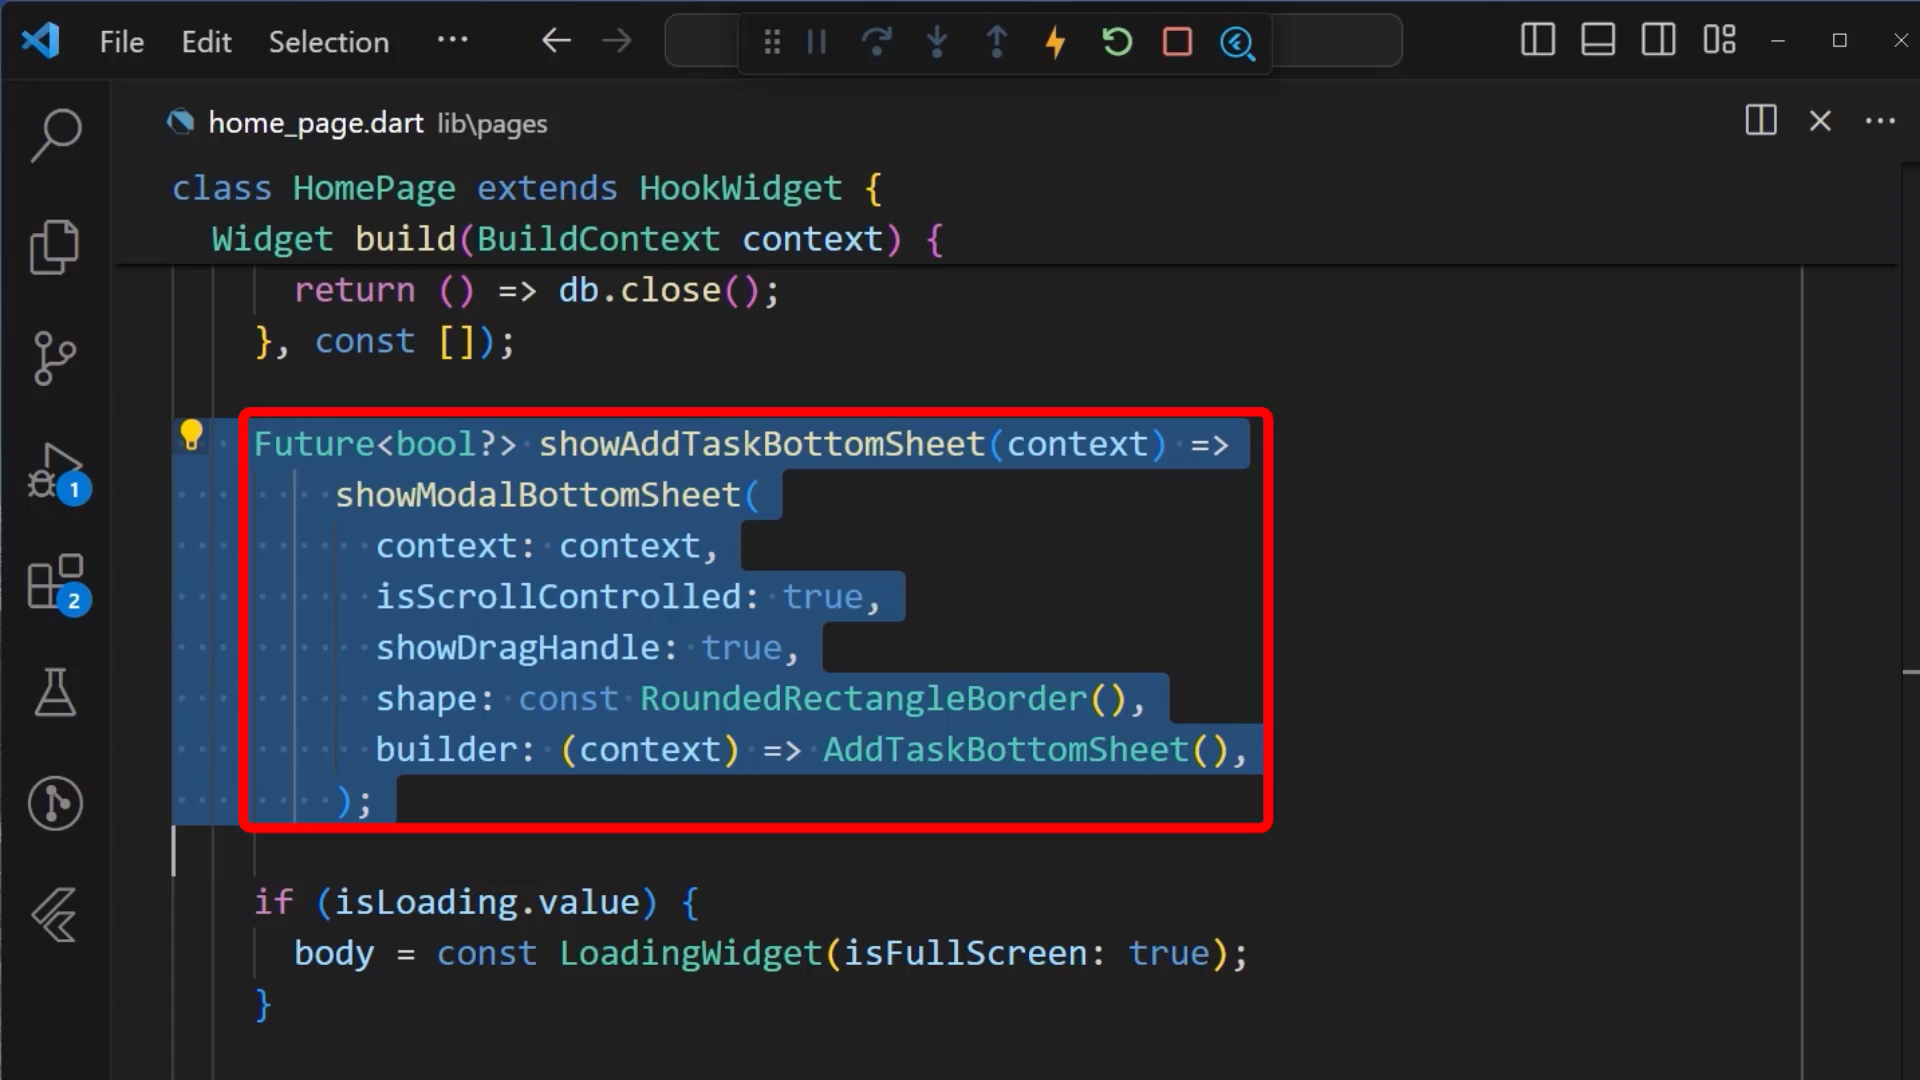 File Edit Selection ...
home_page.dart lib\pages
class HomePage extends HookWidget {
Widget build(BuildContext context) {
return () => db.close();
}, const []);
Future<bool?> showAddTaskBottomSheet(context) =>
showModalBottomSheet(
context: context,
isScrollControlled: true,
showDragHandle: true,
shape: const RoundedRectangleBorder(),
builder: (context) => AddTaskBottomSheet(),
);
1
2
if (isLoading.value) {
body = const LoadingWidget(isFullScreen: true);
}